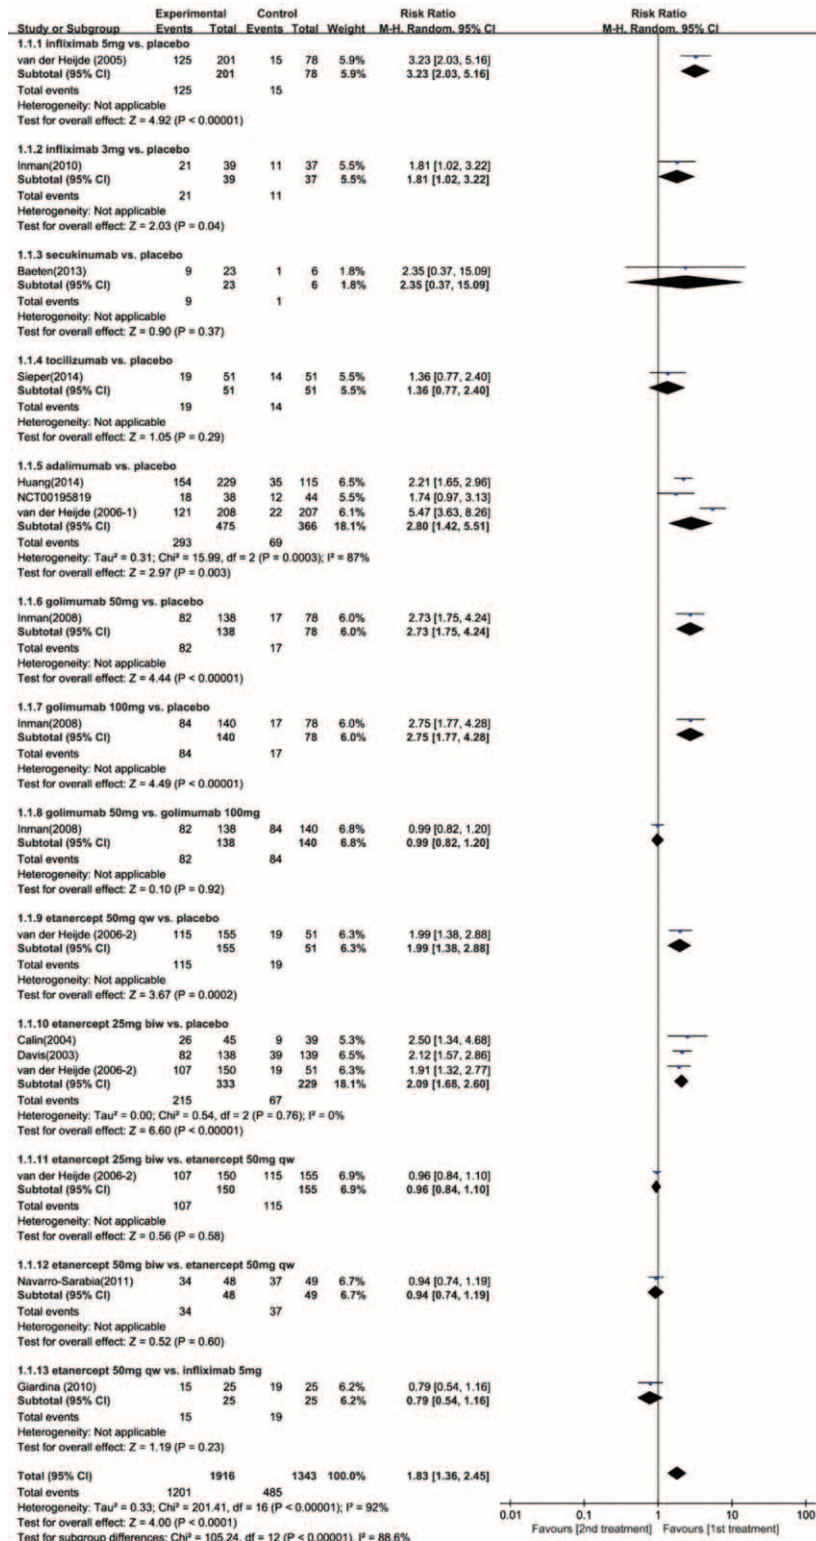 Experimental Control Risk Ratio Risk Ratio
Study or Subgroup Events Total Events Total Weight M-H. Random. 95% CI M-H. Random. 95% CI
1.1.1 infliximab 5mg vs. placebo
van der Heijde (2005) 125 201 15 78 5.9% 3.23 [2.03, 5.16]
Subtotal (95% CI) 201 78 5.9% 3.23 [2.03, 5.16]
Total events 125 15
Heterogeneity: Not applicable
Test for overall effect: Z = 4.92 (P < 0.00001)
1.1.2 infliximab 3mg vs. placebo
Inman(2010) 21 39 11 37 5.5% 1.81 [1.02, 3.22]
Subtotal (95% CI) 39 37 5.5% 1.81 [1.02, 3.22]
Total events 21 11
Heterogeneity: Not applicable
Test for overall effect: Z = 2.03 (P = 0.04)
1.1.3 secukinumab vs. placebo
Baeten(2013) 9 23 1 6 1.8% 2.35 [0.37, 15.09]
Subtotal (95% CI) 23 6 1.8% 2.35 [0.37, 15.09]
Total events 9 1
Heterogeneity: Not applicable
Test for overall effect: Z = 0.90 (P = 0.37)
1.1.4 tocilizumab vs. placebo
Sieper(2014) 19 51 14 51 5.5% 1.36 [0.77, 2.40]
Subtotal (95% CI) 51 51 5.5% 1.36 [0.77, 2.40]
Total events 19 14
Heterogeneity: Not applicable
Test for overall effect: Z = 1.05 (P = 0.29)
1.1.5 adalimumab vs. placebo
Huang(2014) 154 229 35 115 6.5% 2.21 [1.65, 2.96]
NCT00195819 18 38 12 44 5.5% 1.74 [0.97, 3.13]
van der Heijde (2006-1) 121 208 22 207 6.1% 5.47 [3.63, 8.26]
Subtotal (95% CI) 475 366 18.1% 2.80 [1.42, 5.51]
Total events 293 69
Heterogeneity: Tau² = 0.31; Chi² = 15.99, df = 2 (P = 0.0003); I² = 87%
Test for overall effect: Z = 2.97 (P = 0.003)
1.1.6 golimumab 50mg vs. placebo
Inman(2008) 82 138 17 78 6.0% 2.73 [1.75, 4.24]
Subtotal (95% CI) 138 78 6.0% 2.73 [1.75, 4.24]
Total events 82 17
Heterogeneity: Not applicable
Test for overall effect: Z = 4.44 (P < 0.00001)
1.1.7 golimumab 100mg vs. placebo
Inman(2008) 84 140 17 78 6.0% 2.75 [1.77, 4.28]
Subtotal (95% CI) 140 78 6.0% 2.75 [1.77, 4.28]
Total events 84 17
Heterogeneity: Not applicable
Test for overall effect: Z = 4.49 (P < 0.00001)
1.1.8 golimumab 50mg vs. golimumab 100mg
Inman(2008) 82 138 84 140 6.8% 0.99 [0.82, 1.20]
Subtotal (95% CI) 138 140 6.8% 0.99 [0.82, 1.20]
Total events 82 84
Heterogeneity: Not applicable
Test for overall effect: Z = 0.10 (P = 0.92)
1.1.9 etanercept 50mg qw vs. placebo
van der Heijde (2006-2) 115 155 19 51 6.3% 1.99 [1.38, 2.88]
Subtotal (95% CI) 155 51 6.3% 1.99 [1.38, 2.88]
Total events 115 19
Heterogeneity: Not applicable
Test for overall effect: Z = 3.67 (P = 0.0002)
1.1.10 etanercept 25mg biw vs. placebo
Calin(2004) 26 45 9 39 5.3% 2.50 [1.34, 4.68]
Davis(2003) 82 138 39 139 6.5% 2.12 [1.57, 2.86]
van der Heijde (2006-2) 107 150 19 51 6.3% 1.91 [1.32, 2.77]
Subtotal (95% CI) 333 229 18.1% 2.09 [1.68, 2.60]
Total events 215 67
Heterogeneity: Tau² = 0.00; Chi² = 0.54, df = 2 (P = 0.76); I² = 0%
Test for overall effect: Z = 6.60 (P < 0.00001)
1.1.11 etanercept 25mg biw vs. etanercept 50mg qw
van der Heijde (2006-2) 107 150 115 155 6.9% 0.96 [0.84, 1.10]
Subtotal (95% CI) 150 155 6.9% 0.96 [0.84, 1.10]
Total events 107 115
Heterogeneity: Not applicable
Test for overall effect: Z = 0.56 (P = 0.58)
1.1.12 etanercept 50mg biw vs. etanercept 50mg qw
Navarro-Sarabia(2011) 34 48 37 49 6.7% 0.94 [0.74, 1.19]
Subtotal (95% CI) 48 49 6.7% 0.94 [0.74, 1.19]
Total events 34 37
Heterogeneity: Not applicable
Test for overall effect: Z = 0.52 (P = 0.60)
1.1.13 etanercept 50mg qw vs. infliximab 5mg
Giardina (2010) 15 25 19 25 6.2% 0.79 [0.54, 1.16]
Subtotal (95% CI) 25 25 6.2% 0.79 [0.54, 1.16]
Total events 15 19
Heterogeneity: Not applicable
Test for overall effect: Z = 1.19 (P = 0.23)
Total (95% CI) 1916 1343 100.0% 1.83 [1.36, 2.45]
Total events 1201 485
Heterogeneity: Tau² = 0.33; Chi² = 201.41, df = 16 (P < 0.00001); I² = 92%
Test for overall effect: Z = 4.00 (P < 0.0001)
Test for subgroup differences: Chi² = 105.24, df = 12 (P < 0.00001), I² = 88.6%
0.01 0.1 1 10 100
Favours [2nd treatment] Favours [1st treatment]